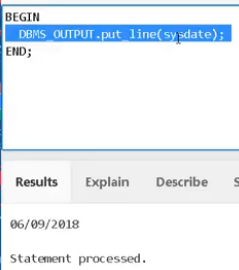 BEGIN
DBMS_OUTPUT.put_line(sysdate);
END;
Results Explain Describe S
06/09/2018
Statement processed.